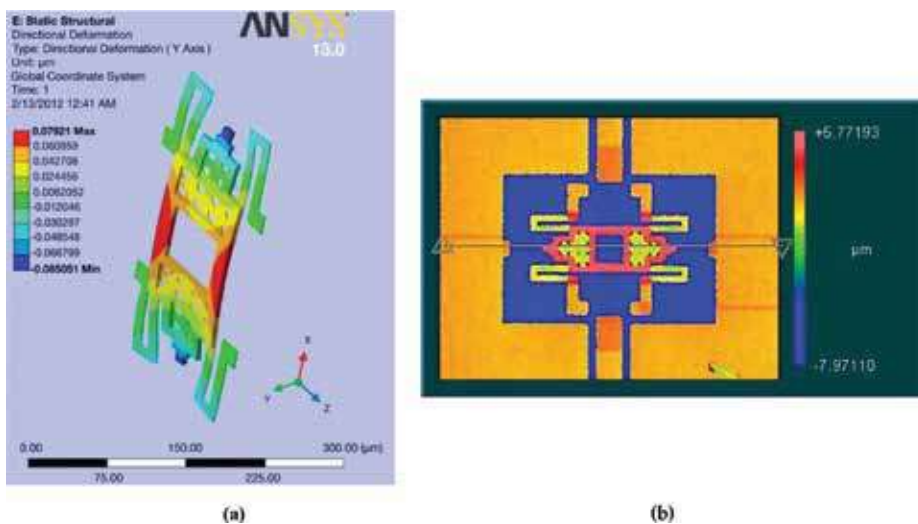 E: Static Structural
Directional Deformation
Type: Directional Deformation ( Y Axis )
Unit: μm
Global Coordinate System
Time: 1
2/13/2012 12:41 AM
ANSYS
13.0
0.07921 Max
0.060959
0.042708
0.024456
0.0062052
-0.012046
-0.030297
-0.048548
-0.066799
-0.085051 Min
X
Y
Z
0.00
150.00
300.00 (μm)
75.00
225.00
(a)
+5.77193
μm
-7.97110
(b)